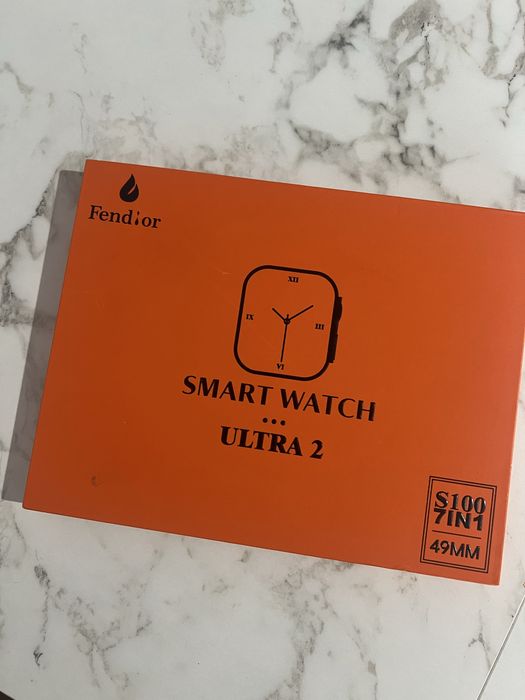 Fendior
XII
IX
III
VI
SMART WATCH
ULTRA 2
S100
7IN1
49MM